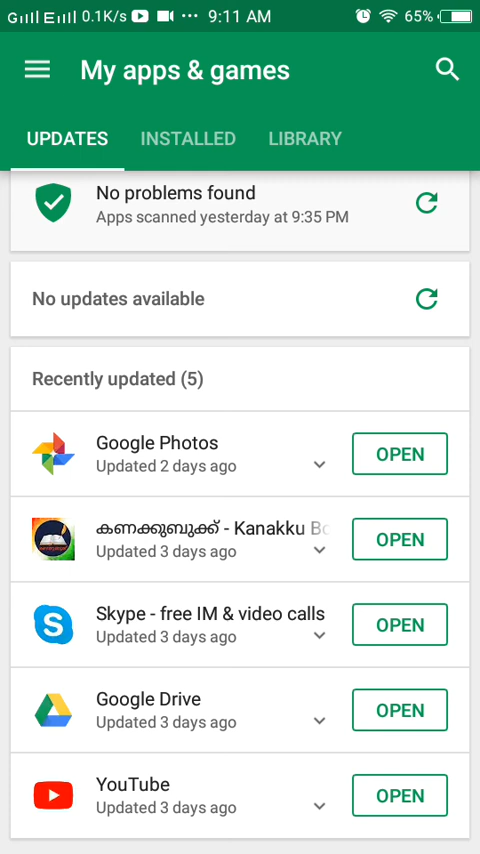 0.1K/s 9:11 AM 65%
My apps & games
UPDATES INSTALLED LIBRARY
No problems found
Apps scanned yesterday at 9:35 PM
No updates available
Recently updated (5)
Google Photos
Updated 2 days ago
OPEN
കണക്കുബുക്ക് - Kanakku Bo
Updated 3 days ago
OPEN
Skype - free IM & video calls
Updated 3 days ago
OPEN
Google Drive
Updated 3 days ago
OPEN
YouTube
Updated 3 days ago
OPEN